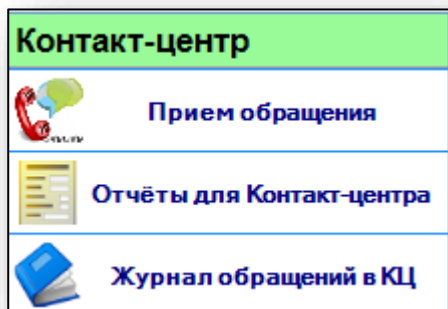 Контакт-центр
Прием обращения
Отчёты для Контакт-центра
Журнал обращений в КЦ